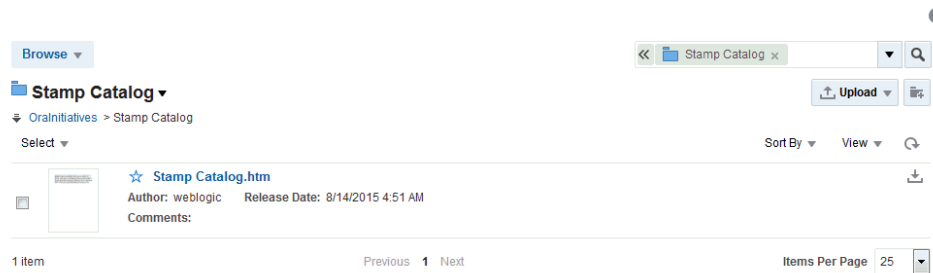 Browse
Stamp Catalog x
Stamp Catalog
Upload
OraInitiatives > Stamp Catalog
Select Sort By View
Stamp Catalog.htm
Author: weblogic Release Date: 8/14/2015 4:51 AM
Comments:
1 item Previous 1 Next Items Per Page 25